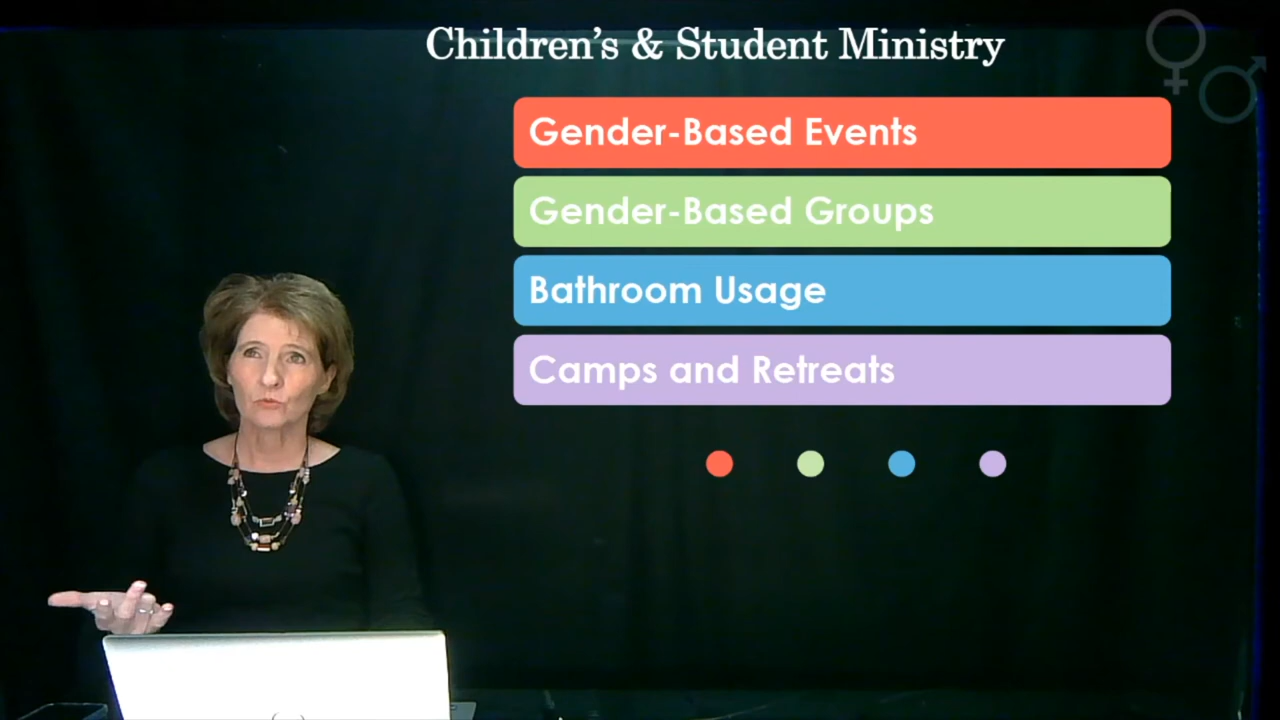 Children's & Student Ministry
Gender-Based Events
Gender-Based Groups
Bathroom Usage
Camps and Retreats